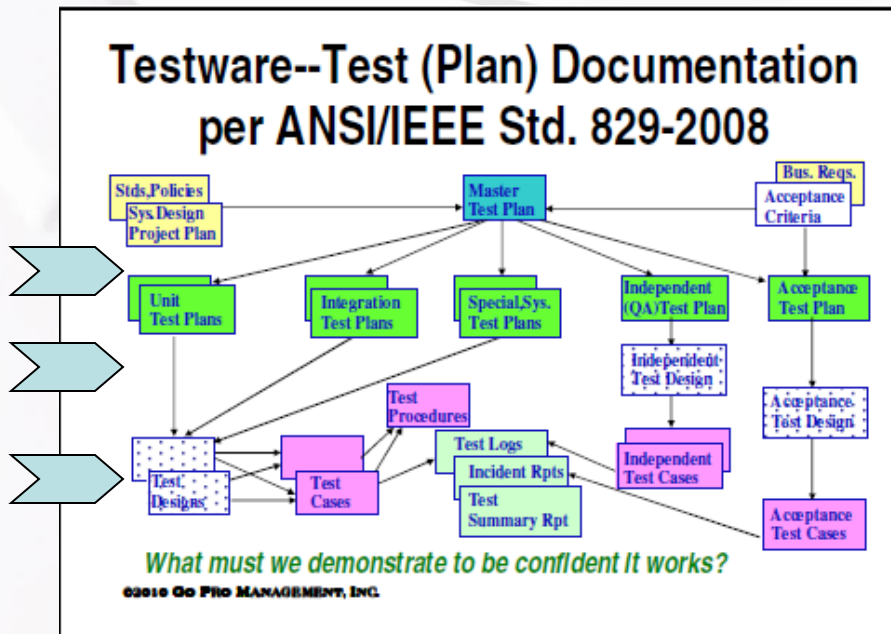 Testware--Test (Plan) Documentation
per ANSI/IEEE Std. 829-2008
Stds,Policies
Sys.Design
Project Plan
Master
Test Plan
Bus. Reqs.
Acceptance
Criteria
Unit
Test Plans
Integration
Test Plans
Special,Sys.
Test Plans
Independent
(QA)Test Plan
Acceptance
Test Plan
Independent
Test Design
Acceptance
Test Design
Test
Procedures
Test
Designs
Test
Cases
Test Logs
Incident Rpts
Test
Summary Rpt
Independent
Test Cases
Acceptance
Test Cases
What must we demonstrate to be confident it works?
©2010 GO PRO MANAGEMENT, INC.